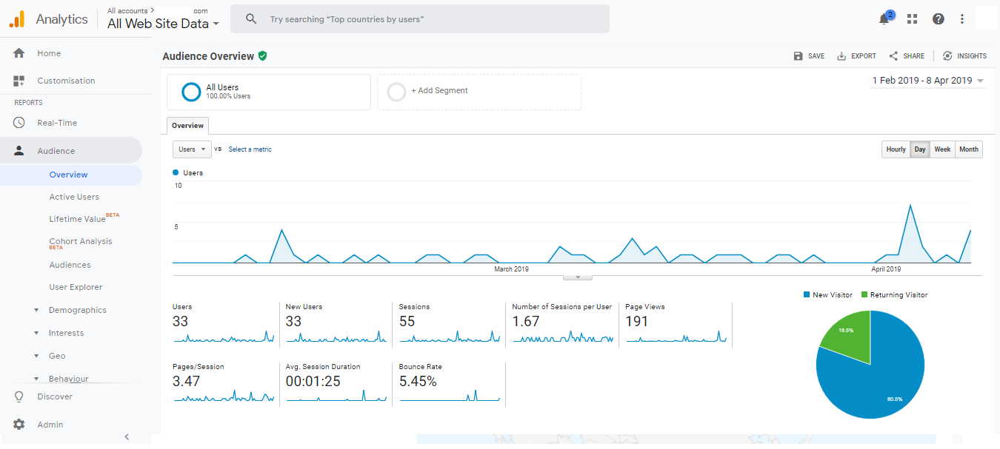 Analytics
All accounts > .com
All Web Site Data
Try searching “Top countries by users”
2
Home
Customisation
REPORTS
Real-Time
Audience
Overview
Active Users
Lifetime Value BETA
Cohort Analysis
BETA
Audiences
User Explorer
Demographics
Interests
Geo
Behaviour
Discover
Admin
Audience Overview
SAVE
EXPORT
SHARE
INSIGHTS
All Users
100.00% Users
+ Add Segment
1 Feb 2019 - 8 Apr 2019
Overview
Users
vs
Select a metric
Hourly
Day
Week
Month
Users
10
5
March 2019
April 2019
Users
33
New Users
33
Sessions
55
Number of Sessions per User
1.67
Page Views
191
Pages/Session
3.47
Avg. Session Duration
00:01:25
Bounce Rate
5.45%
New Visitor
Returning Visitor
19.5%
80.5%